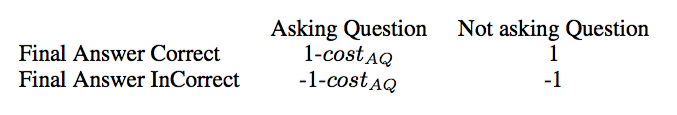 Asking Question Not asking Question
Final Answer Correct 1-cost_AQ 1
Final Answer InCorrect -1-cost_AQ -1